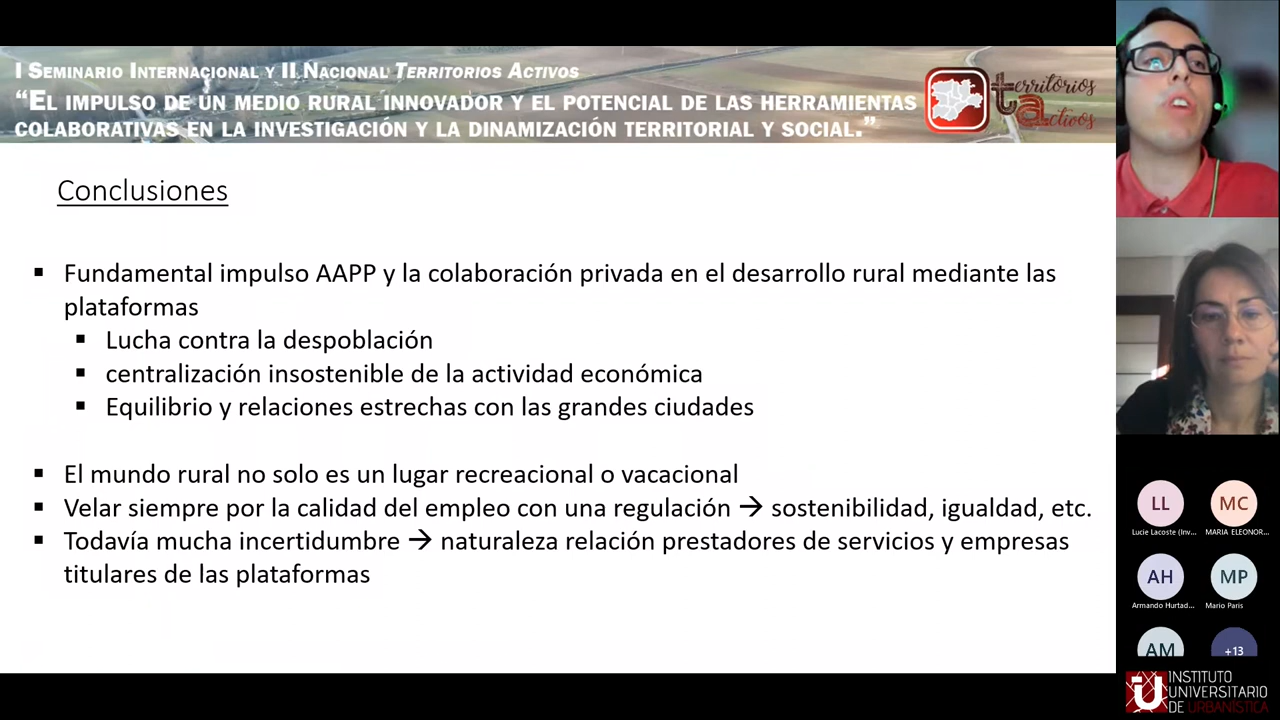 I Seminario Internacional y II Nacional Territorios Activos
“El impulso de un medio rural innovador y el potencial de las herramientas
colaborativas en la investigación y la dinamización territorial y social.”
territorios
ta
activos
Conclusiones
▪ Fundamental impulso AAPP y la colaboración privada en el desarrollo rural mediante las
plataformas
▪ Lucha contra la despoblación
▪ centralización insostenible de la actividad económica
▪ Equilibrio y relaciones estrechas con las grandes ciudades
▪ El mundo rural no solo es un lugar recreacional o vacacional
▪ Velar siempre por la calidad del empleo con una regulación → sostenibilidad, igualdad, etc.
▪ Todavía mucha incertidumbre → naturaleza relación prestadores de servicios y empresas
titulares de las plataformas
LL
MC
Lucie Lacoste (Inv...
MARIA ELEONOR...
AH
MP
Armando Hurtad...
Mario Paris
AM
+13
INSTITUTO
UNIVERSITARIO
DE URBANÍSTICA